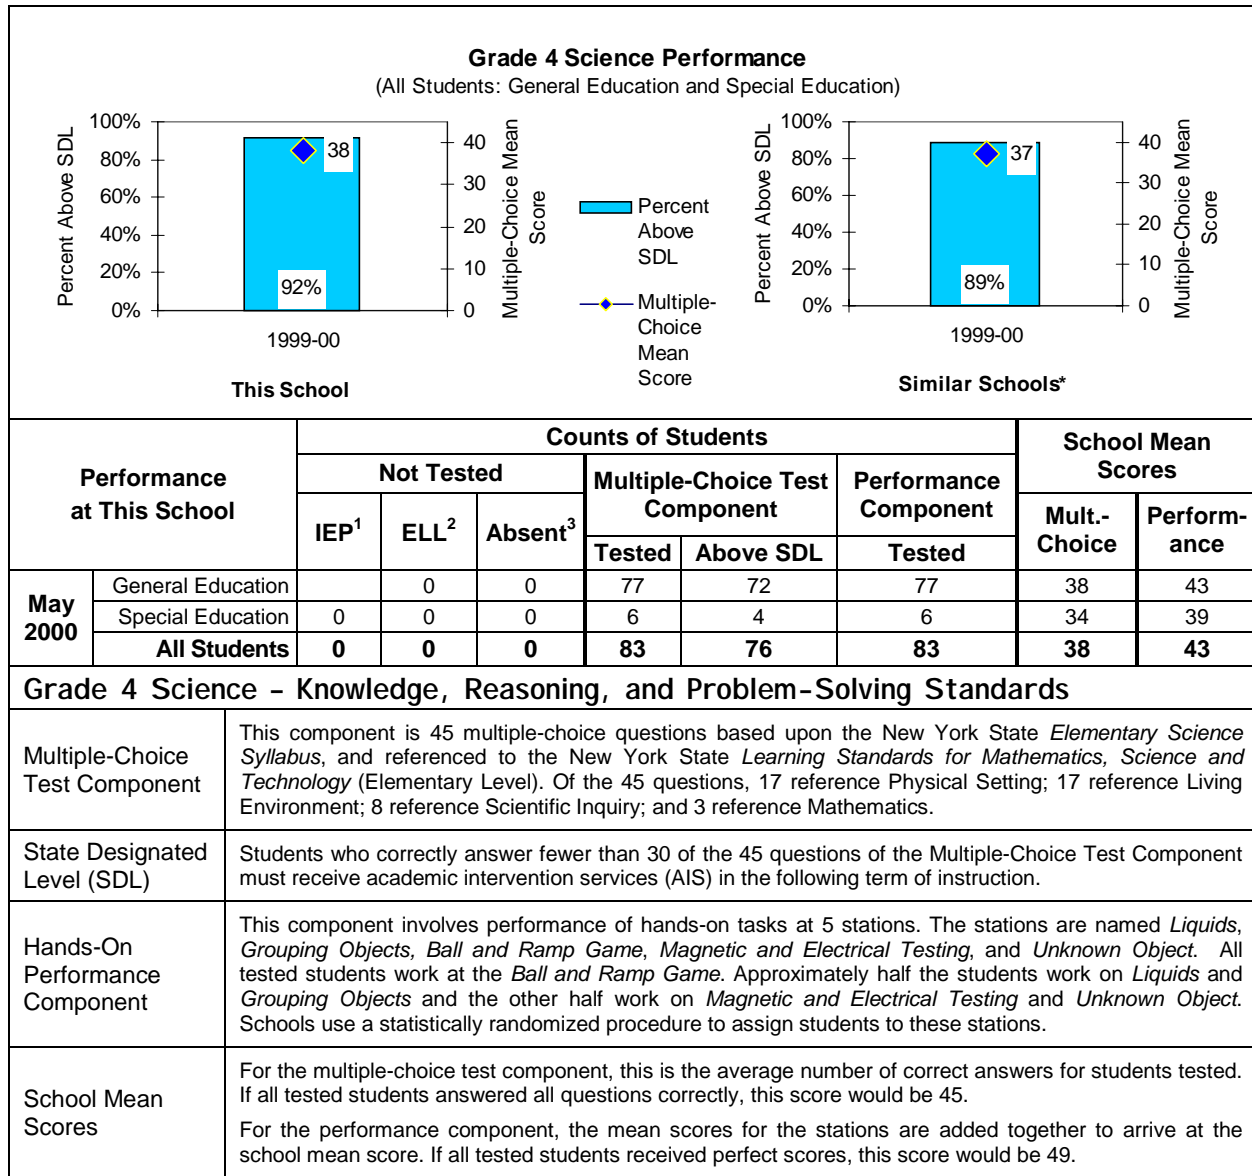 Grade 4 Science Performance
(All Students: General Education and Special Education)
Percent Above SDL
100%
80%
60%
40%
20%
0%
38
92%
40
30
20
10
0
Multiple-Choice Mean
Score
1999-00
This School
Percent
Above
SDL
Multiple-
Choice
Mean
Score
Percent Above SDL
100%
80%
60%
40%
20%
0%
37
89%
40
30
20
10
0
Multiple-Choice Mean
Score
1999-00
Similar Schools*
Performance
at This School
Counts of Students
School Mean
Scores
Not Tested
Multiple-Choice Test
Component
Performance
Component
IEP1 ELL2 Absent3
Mult.-
Choice
Perform-
ance
Tested Above SDL Tested
May
2000
General Education 0 0 77 72 77 38 43
Special Education 0 0 0 6 4 6 34 39
All Students 0 0 0 83 76 83 38 43
Grade 4 Science – Knowledge, Reasoning, and Problem-Solving Standards
Multiple-Choice
Test Component
This component is 45 multiple-choice questions based upon the New York State Elementary Science
Syllabus, and referenced to the New York State Learning Standards for Mathematics, Science and
Technology (Elementary Level). Of the 45 questions, 17 reference Physical Setting; 17 reference Living
Environment; 8 reference Scientific Inquiry; and 3 reference Mathematics.
State Designated
Level (SDL)
Students who correctly answer fewer than 30 of the 45 questions of the Multiple-Choice Test Component
must receive academic intervention services (AIS) in the following term of instruction.
Hands-On
Performance
Component
This component involves performance of hands-on tasks at 5 stations. The stations are named Liquids,
Grouping Objects, Ball and Ramp Game, Magnetic and Electrical Testing, and Unknown Object. All
tested students work at the Ball and Ramp Game. Approximately half the students work on Liquids and
Grouping Objects and the other half work on Magnetic and Electrical Testing and Unknown Object.
Schools use a statistically randomized procedure to assign students to these stations.
School Mean
Scores
For the multiple-choice test component, this is the average number of correct answers for students tested.
If all tested students answered all questions correctly, this score would be 45.
For the performance component, the mean scores for the stations are added together to arrive at the
school mean score. If all tested students received perfect scores, this score would be 49.